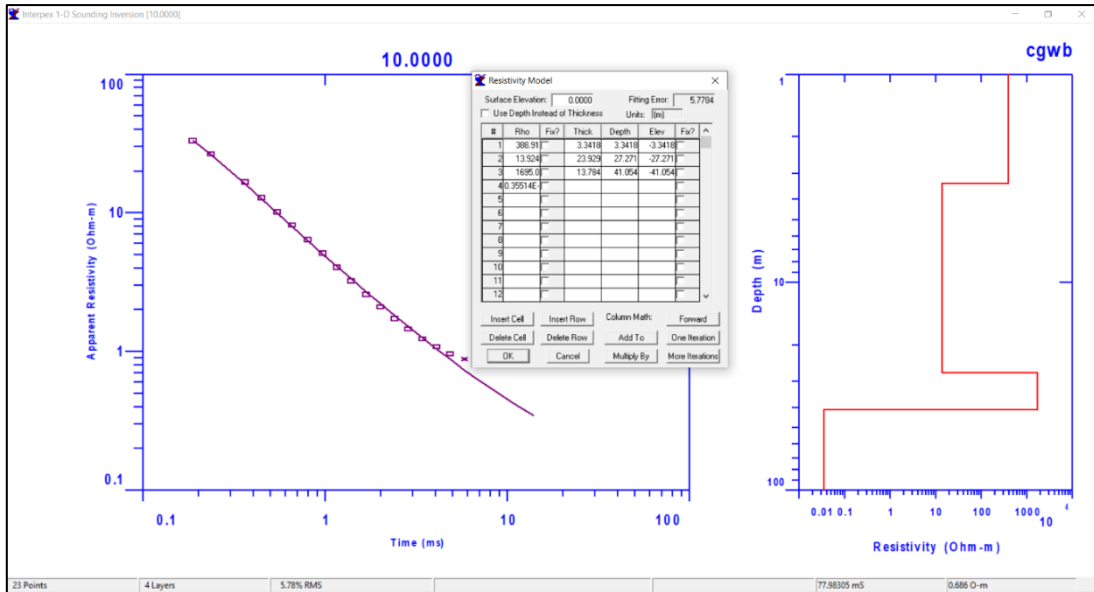 Interpex 1-D Sounding Inversion [10.0000]
10.0000
cgwb
Resistivity Model
Surface Elevation: 0.0000 Fitting Error: 5.7784
Use Depth Instead of Thickness Units: (m)
# Rho Fix? Thick Depth Elev Fix?
1 388.91 3.3418 3.3418 -3.3418
2 13.924 23.929 27.271 -27.271
3 1695.0 13.784 41.054 -41.054
4 0.35514E-
5
6
7
8
9
10
11
12
Insert Cell Insert Row Column Math: Forward
Delete Cell Delete Row Add To One Iteration
OK Cancel Multiply By More Iterations
100
10
1
0.1
Apparent Resistivity (Ohm-m)
0.1 1 10 100
Time (ms)
1
10
100
Depth (m)
0.01 0.1 1 10 100 1000 10 4
Resistivity (Ohm-m)
23 Points 4 Layers 5.78% RMS 77.98305 mS 0.686 O-m